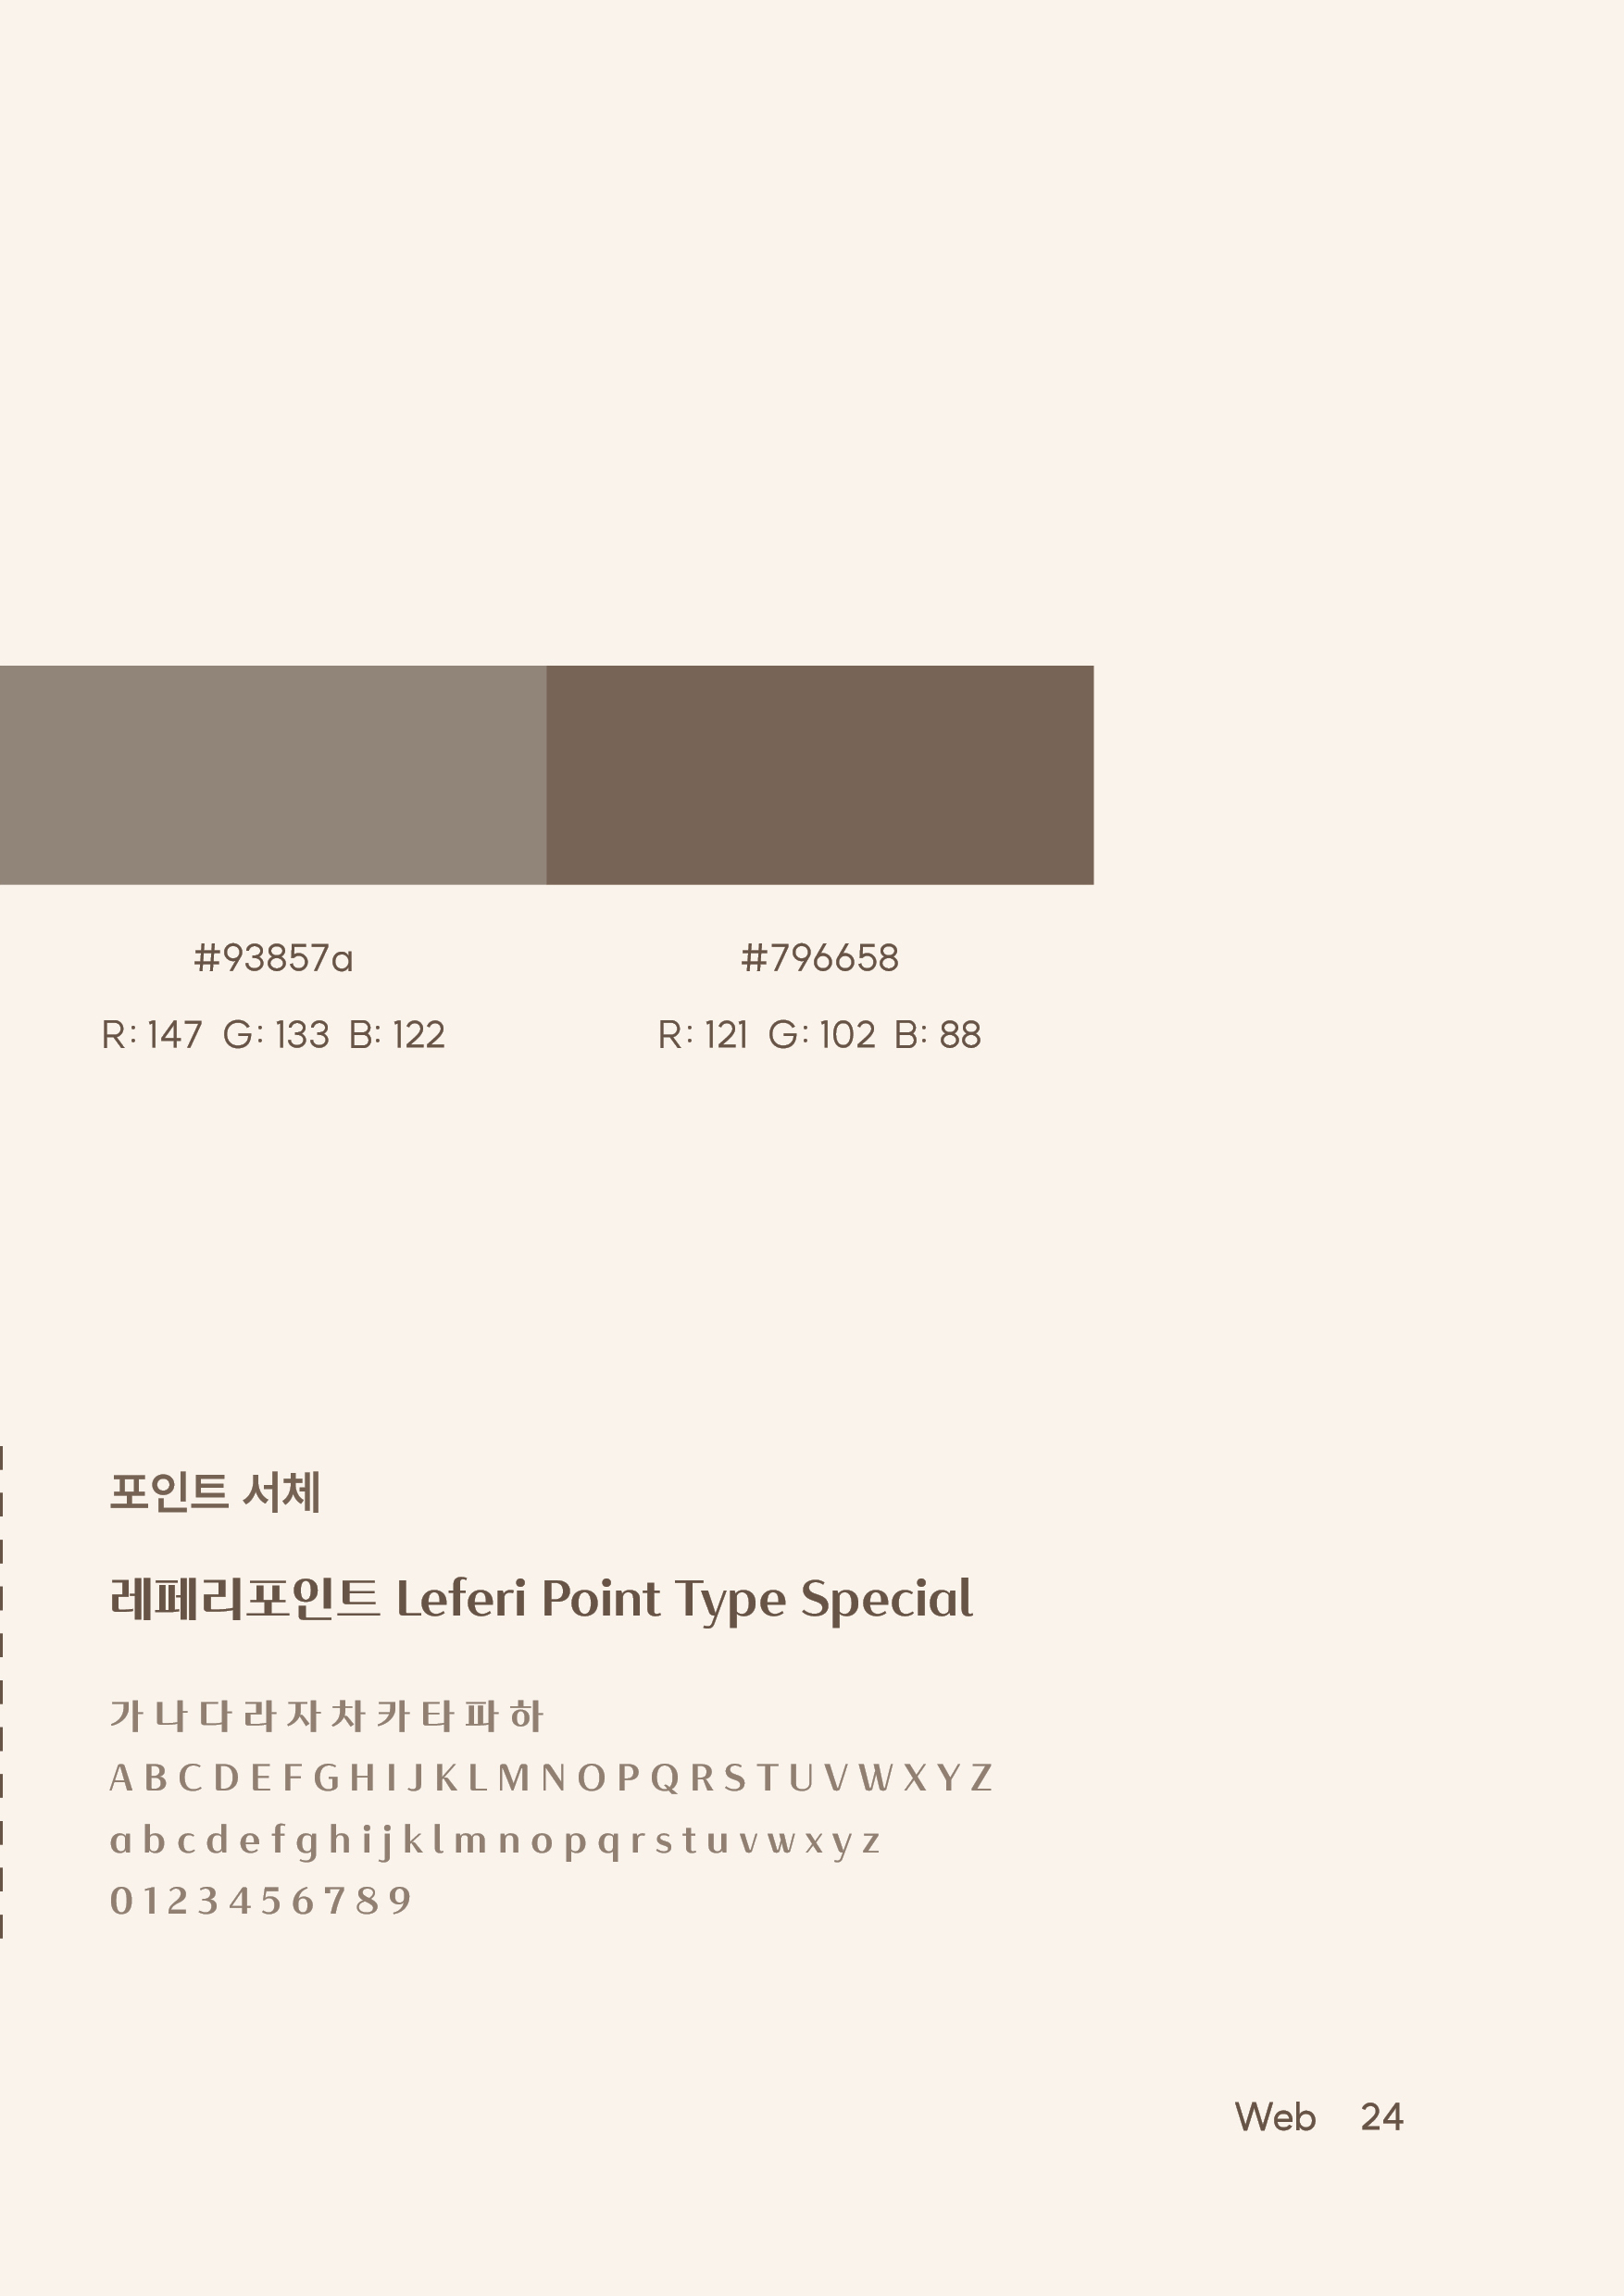 #93857a
#796658
R: 147 G: 133 B: 122
R: 121 G: 102 B: 88
포인트 서체
레페리포인트 Leferi Point Type Special
가 나 다 라 자 차 카 타 파 하
A B C D E F G H I J K L M N O P Q R S T U V W X Y Z
a b c d e f g h i j k l m n o p q r s t u v w x y z
0 1 2 3 4 5 6 7 8 9
Web 24